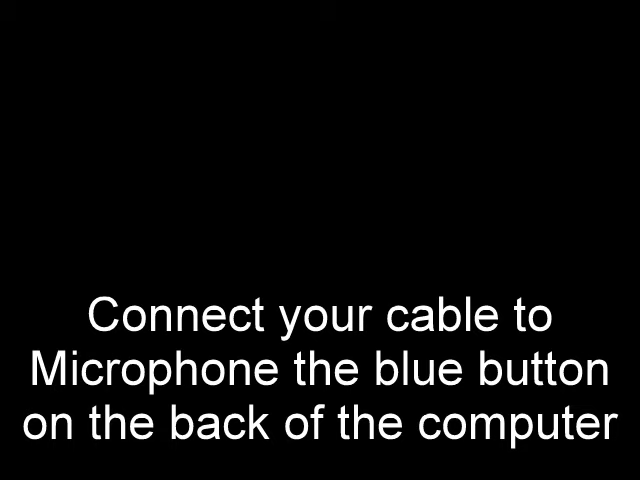 Connect your cable to
Microphone the blue button
on the back of the computer